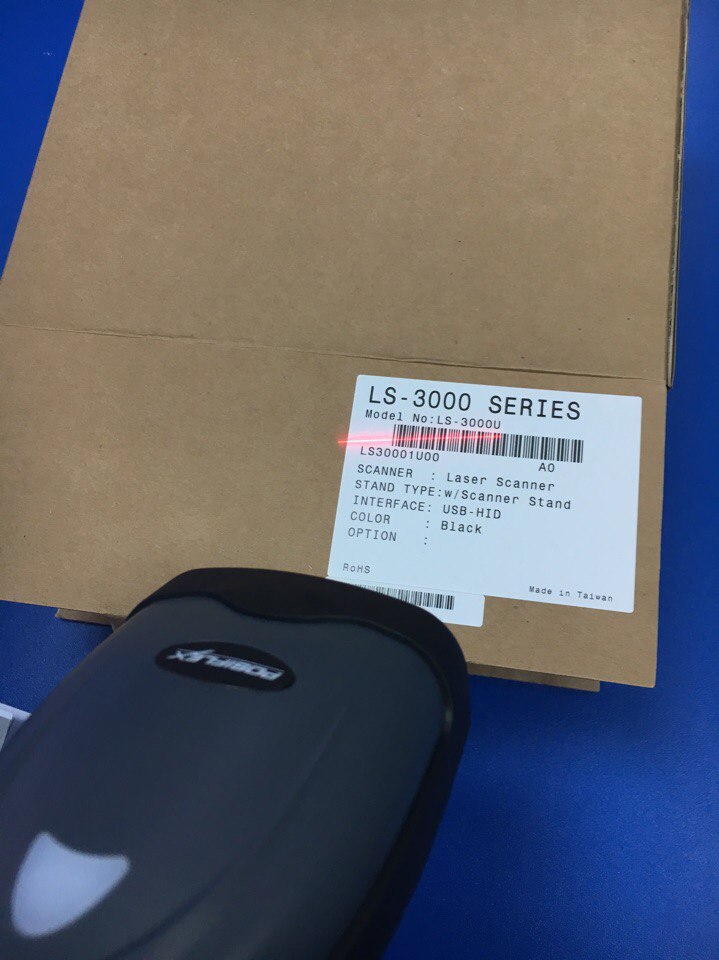 LS-3000 SERIES
Model No:LS-3000U
LS30001U00 A0
SCANNER : Laser Scanner
STAND TYPE:w/Scanner Stand
INTERFACE: USB-HID
COLOR : Black
OPTION :
RoHS
Made in Taiwan
POSIFLEX